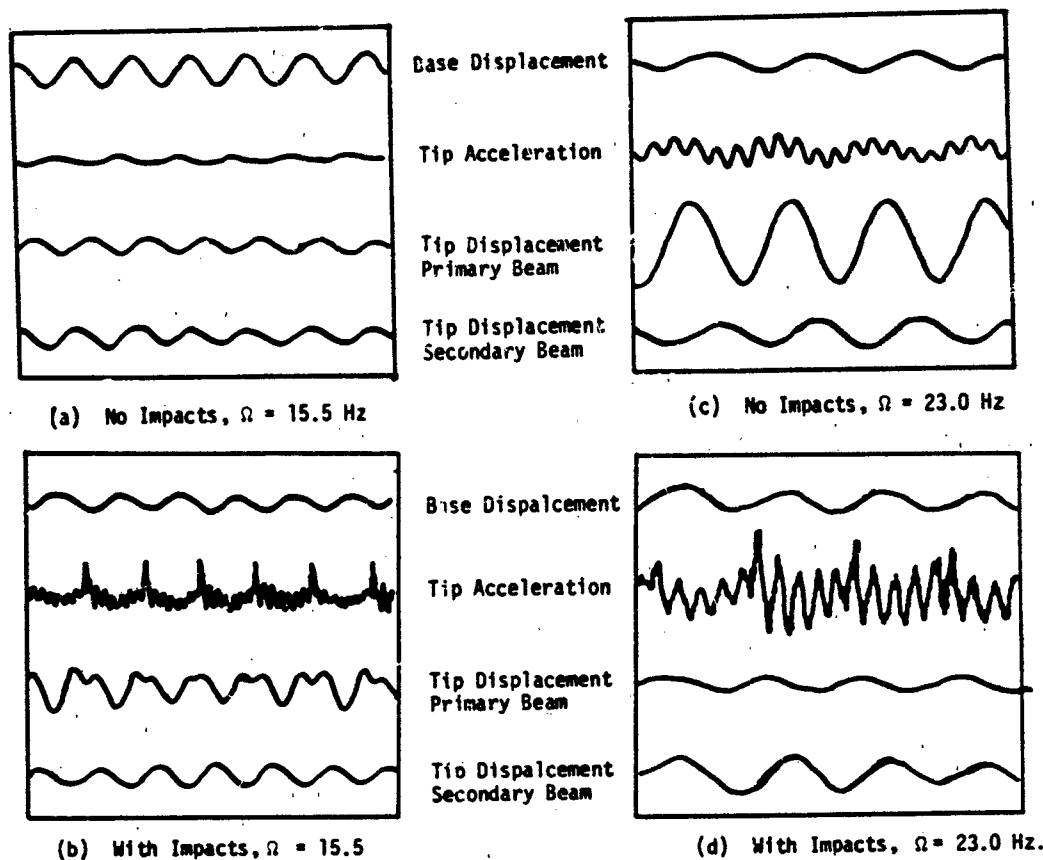 Base Displacement
Tip Acceleration
Tip Displacement
Primary Beam
Tip Displacement
Secondary Beam
(a) No Impacts, Ω = 15.5 Hz
(c) No Impacts, Ω = 23.0 Hz
Base Dispalcement
Tip Acceleration
Tip Displacement
Primary Beam
Tip Dispalcement
Secondary Beam
(b) With Impacts, Ω = 15.5
(d) With Impacts, Ω = 23.0 Hz.